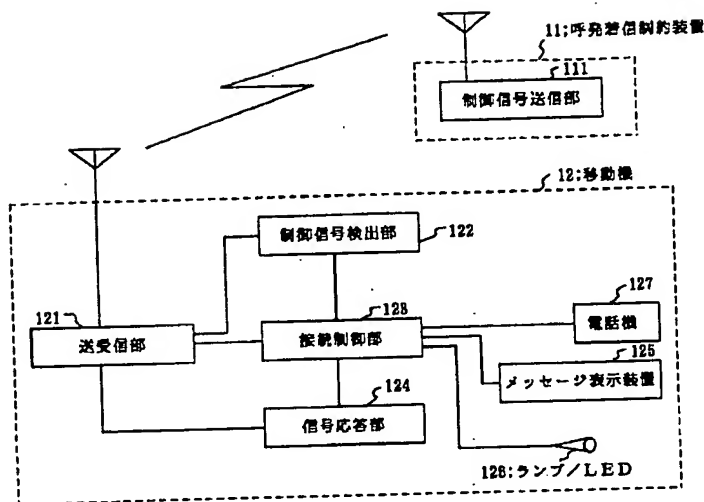 11;呼発着信制約装置
111
制御信号送信部
12;移動機
制御信号検出部
122
121
送受信部
123
接続制御部
127
電話機
125
メッセージ表示装置
124
信号応答部
126:ランプ/LED